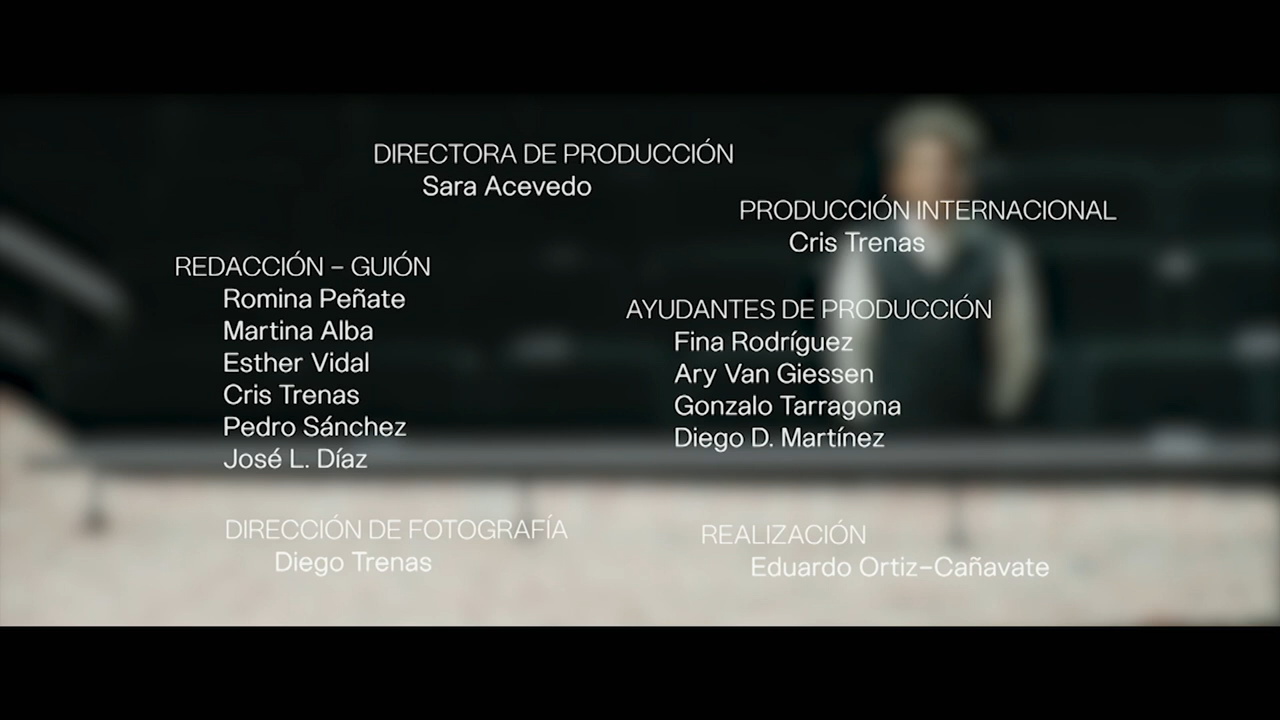 DIRECTORA DE PRODUCCIÓN
Sara Acevedo
PRODUCCIÓN INTERNACIONAL
Cris Trenas
REDACCIÓN – GUIÓN
Romina Peñate
Martina Alba
Esther Vidal
Cris Trenas
Pedro Sánchez
José L. Díaz
AYUDANTES DE PRODUCCIÓN
Fina Rodríguez
Ary Van Giessen
Gonzalo Tarragona
Diego D. Martínez
DIRECCIÓN DE FOTOGRAFÍA
Diego Trenas
REALIZACIÓN
Eduardo Ortiz–Cañavate